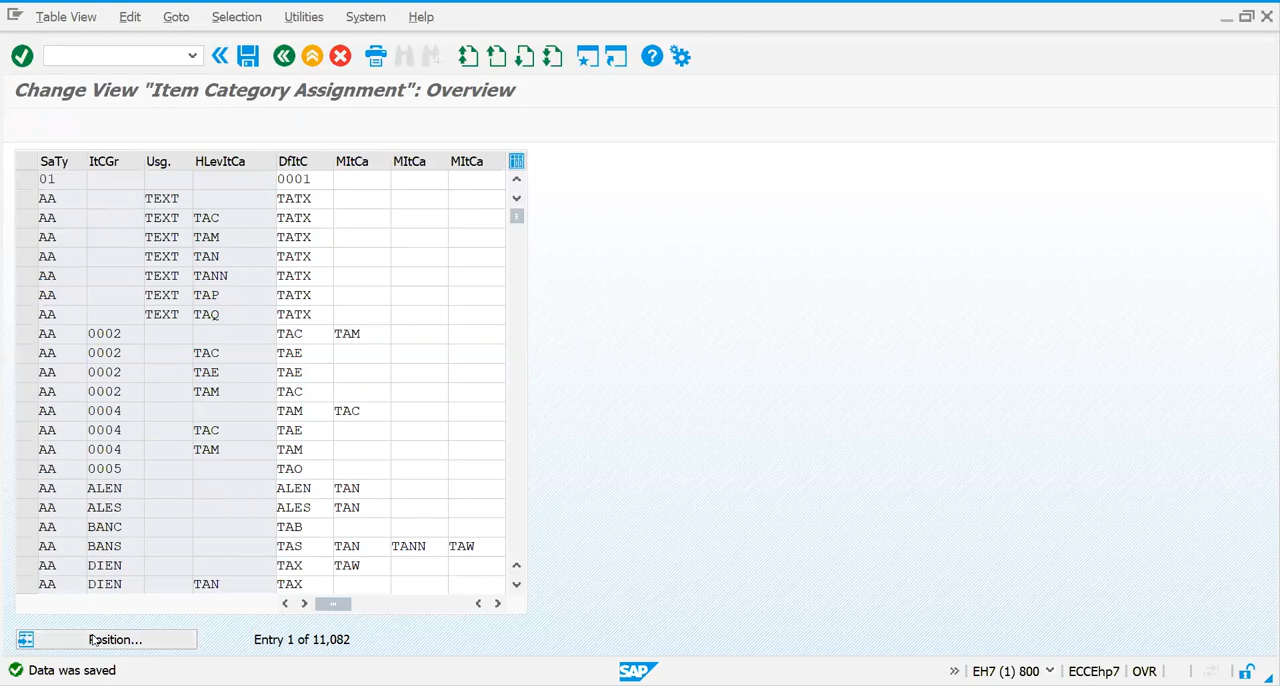 Table View Edit Goto Selection Utilities System Help
Change View "Item Category Assignment": Overview
SaTy ItCGr Usg. HLevItCa DfItC MItCa MItCa MItCa
01 0001
AA TEXT TATX
AA TEXT TAC TATX
AA TEXT TAM TATX
AA TEXT TAN TATX
AA TEXT TANN TATX
AA TEXT TAP TATX
AA TEXT TAQ TATX
AA 0002 TAC TAM
AA 0002 TAC TAE
AA 0002 TAE TAE
AA 0002 TAM TAC
AA 0004 TAM TAC
AA 0004 TAC TAE
AA 0004 TAM TAM
AA 0005 TAO
AA ALEN ALEN TAN
AA ALES ALES TAN
AA BANC TAB
AA BANS TAS TAN TANN TAW
AA DIEN TAX TAW
AA DIEN TAN TAX
Position... Entry 1 of 11,082
Data was saved SAP EH7 (1) 800 ECCEhp7 OVR